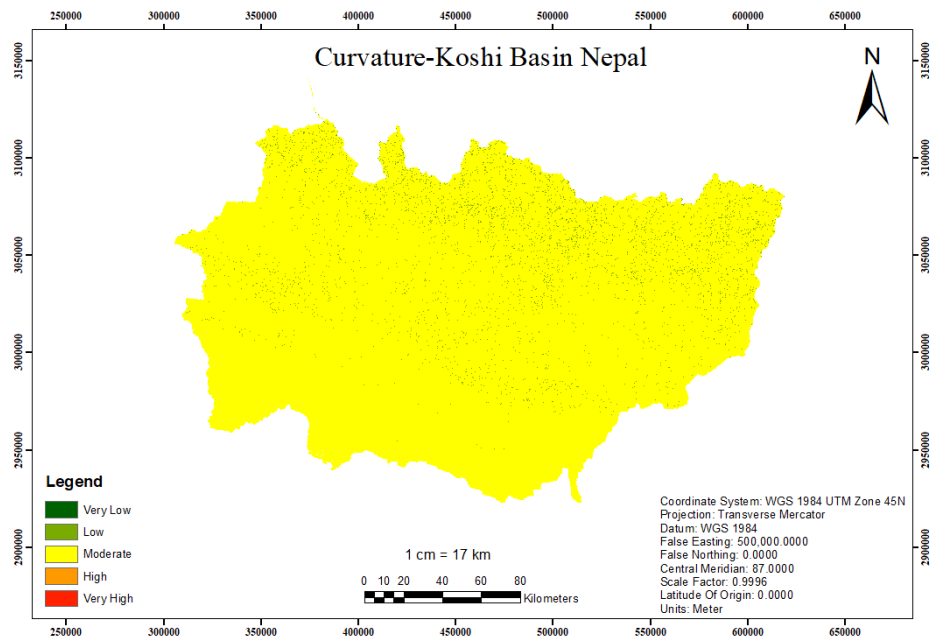 250000 300000 350000 400000 450000 500000 550000 600000 650000
Curvature-Koshi Basin Nepal
N
3150000 3150000
3100000 3100000
3050000 3050000
3000000 3000000
2950000 2950000
2900000 2900000
Legend
Very Low
Low
Moderate
High
Very High
1 cm = 17 km
0 10 20 40 60 80
Kilometers
Coordinate System: WGS 1984 UTM Zone 45N
Projection: Transverse Mercator
Datum: WGS 1984
False Easting: 500,000.0000
False Northing: 0.0000
Central Meridian: 87.0000
Scale Factor: 0.9996
Latitude Of Origin: 0.0000
Units: Meter
250000 300000 350000 400000 450000 500000 550000 600000 650000